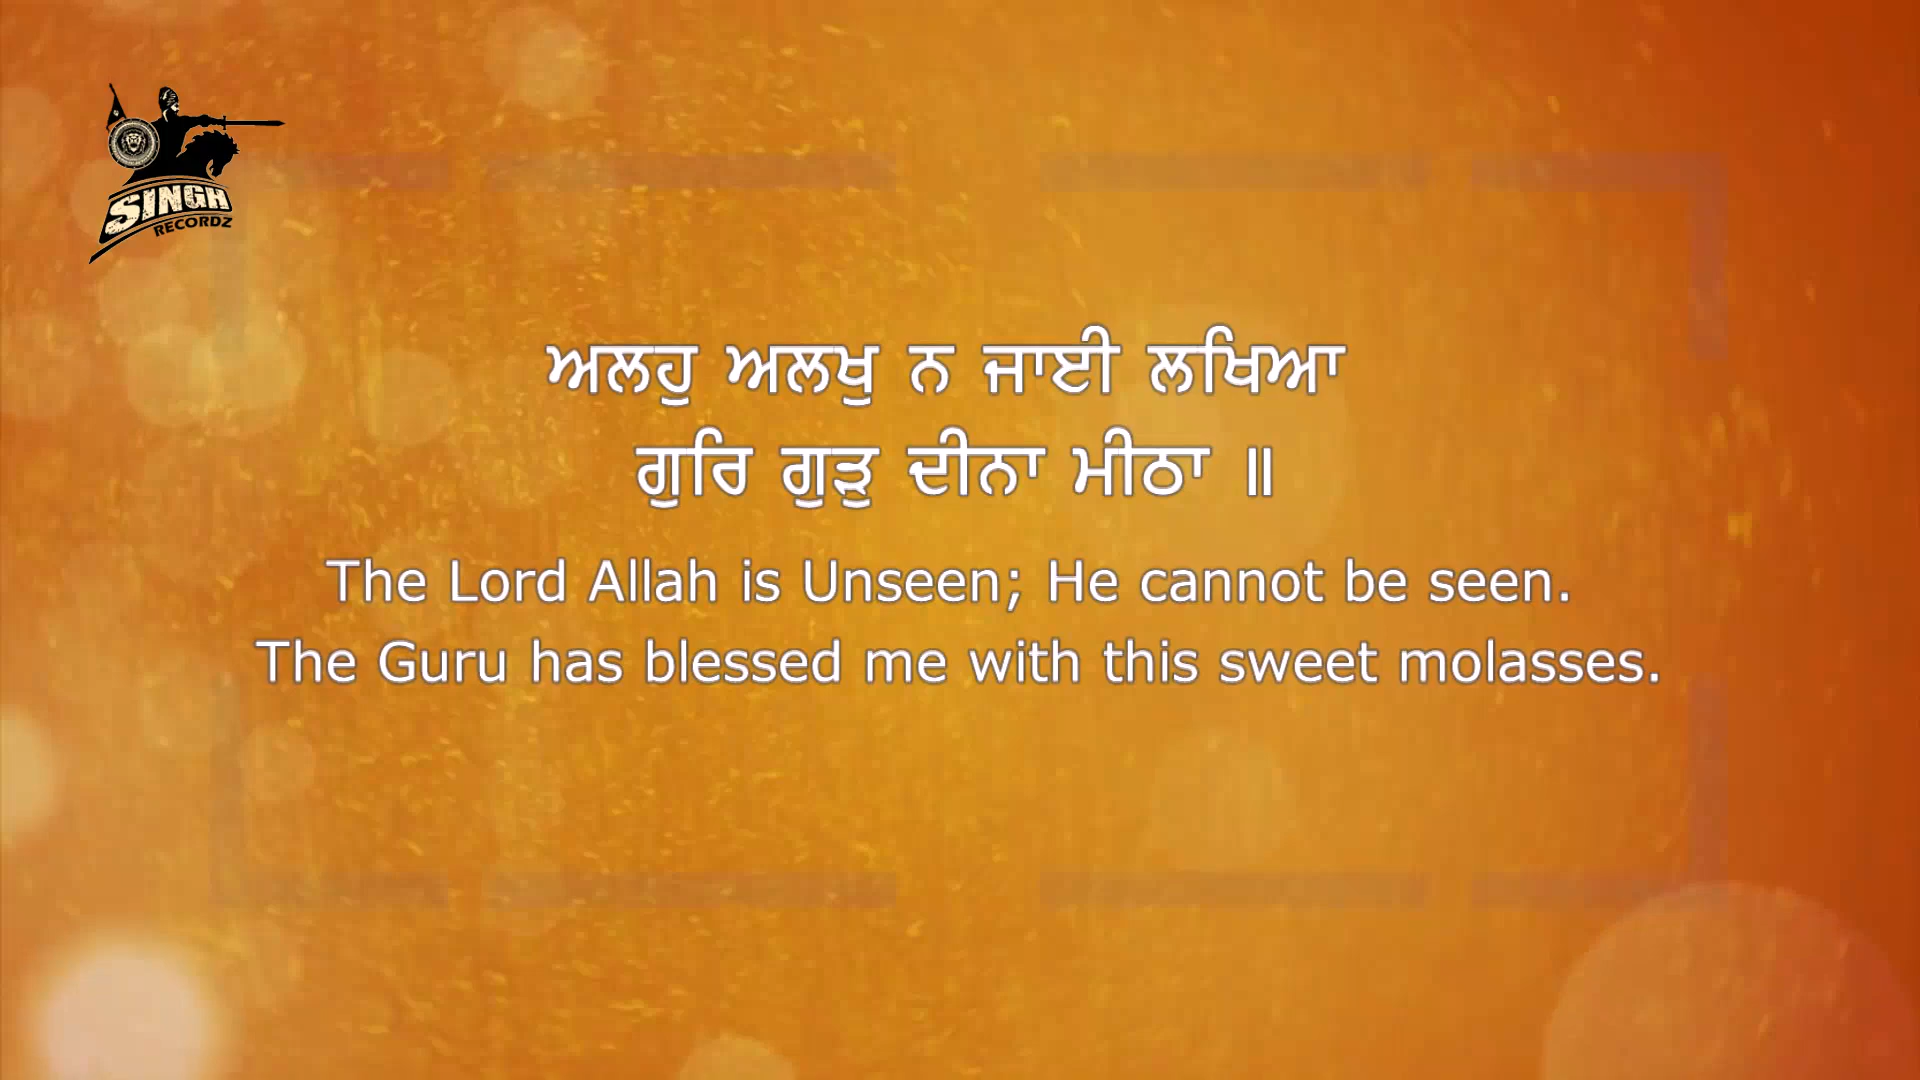 SINGH
RECORDZ
ਅਲਹੁ ਅਲਖੁ ਨ ਜਾਈ ਲਖਿਆ
ਗੁਰਿ ਗੁੜੁ ਦੀਨਾ ਮੀਠਾ ॥
The Lord Allah is Unseen; He cannot be seen.
The Guru has blessed me with this sweet molasses.